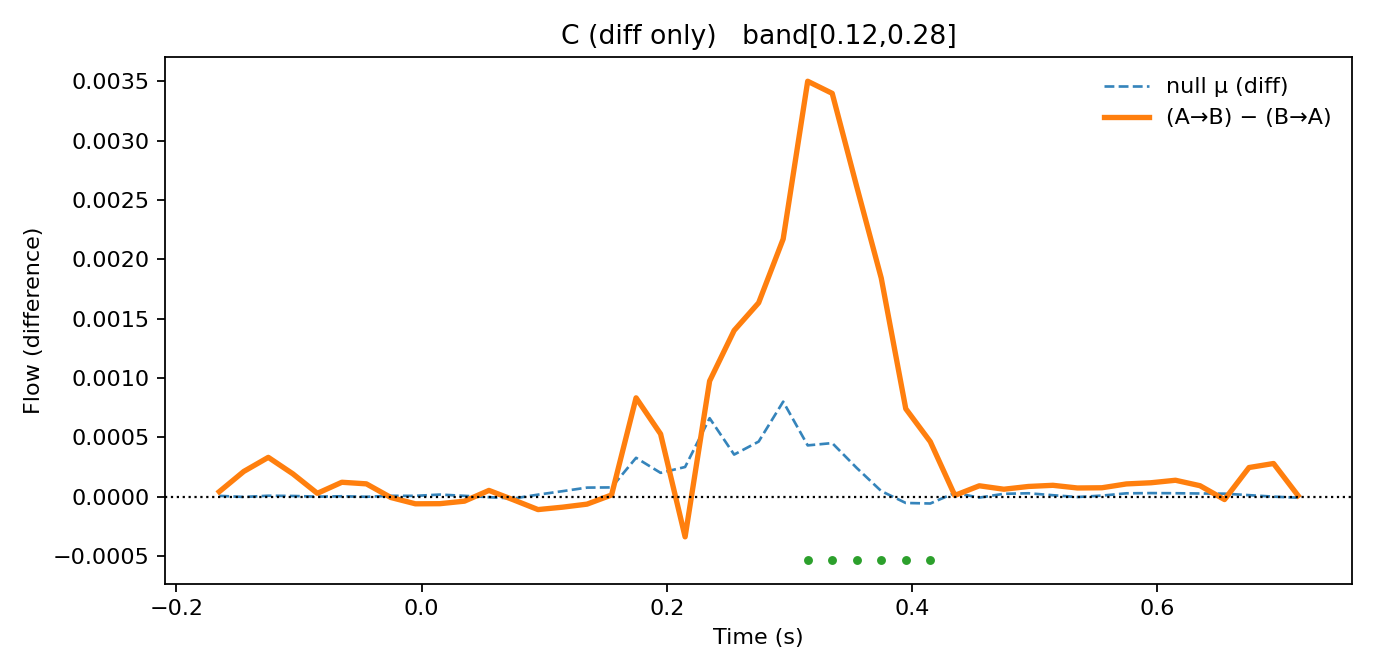 C (diff only)   band[0.12,0.28]
null μ (diff)
(A→B) − (B→A)
Flow (difference)
0.0035
0.0030
0.0025
0.0020
0.0015
0.0010
0.0005
0.0000
−0.0005
−0.2 0.0 0.2 0.4 0.6
Time (s)